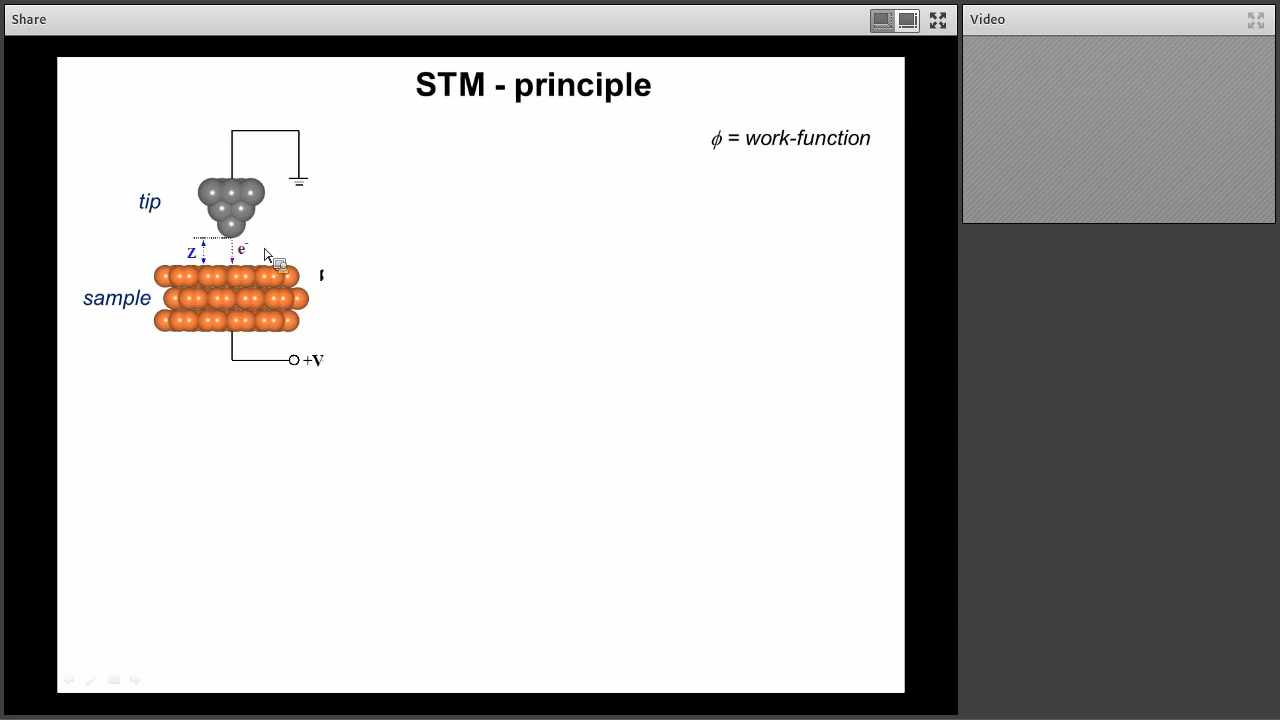 Share
Video
STM - principle
ϕ = work-function
tip
z
e⁻
sample
+V